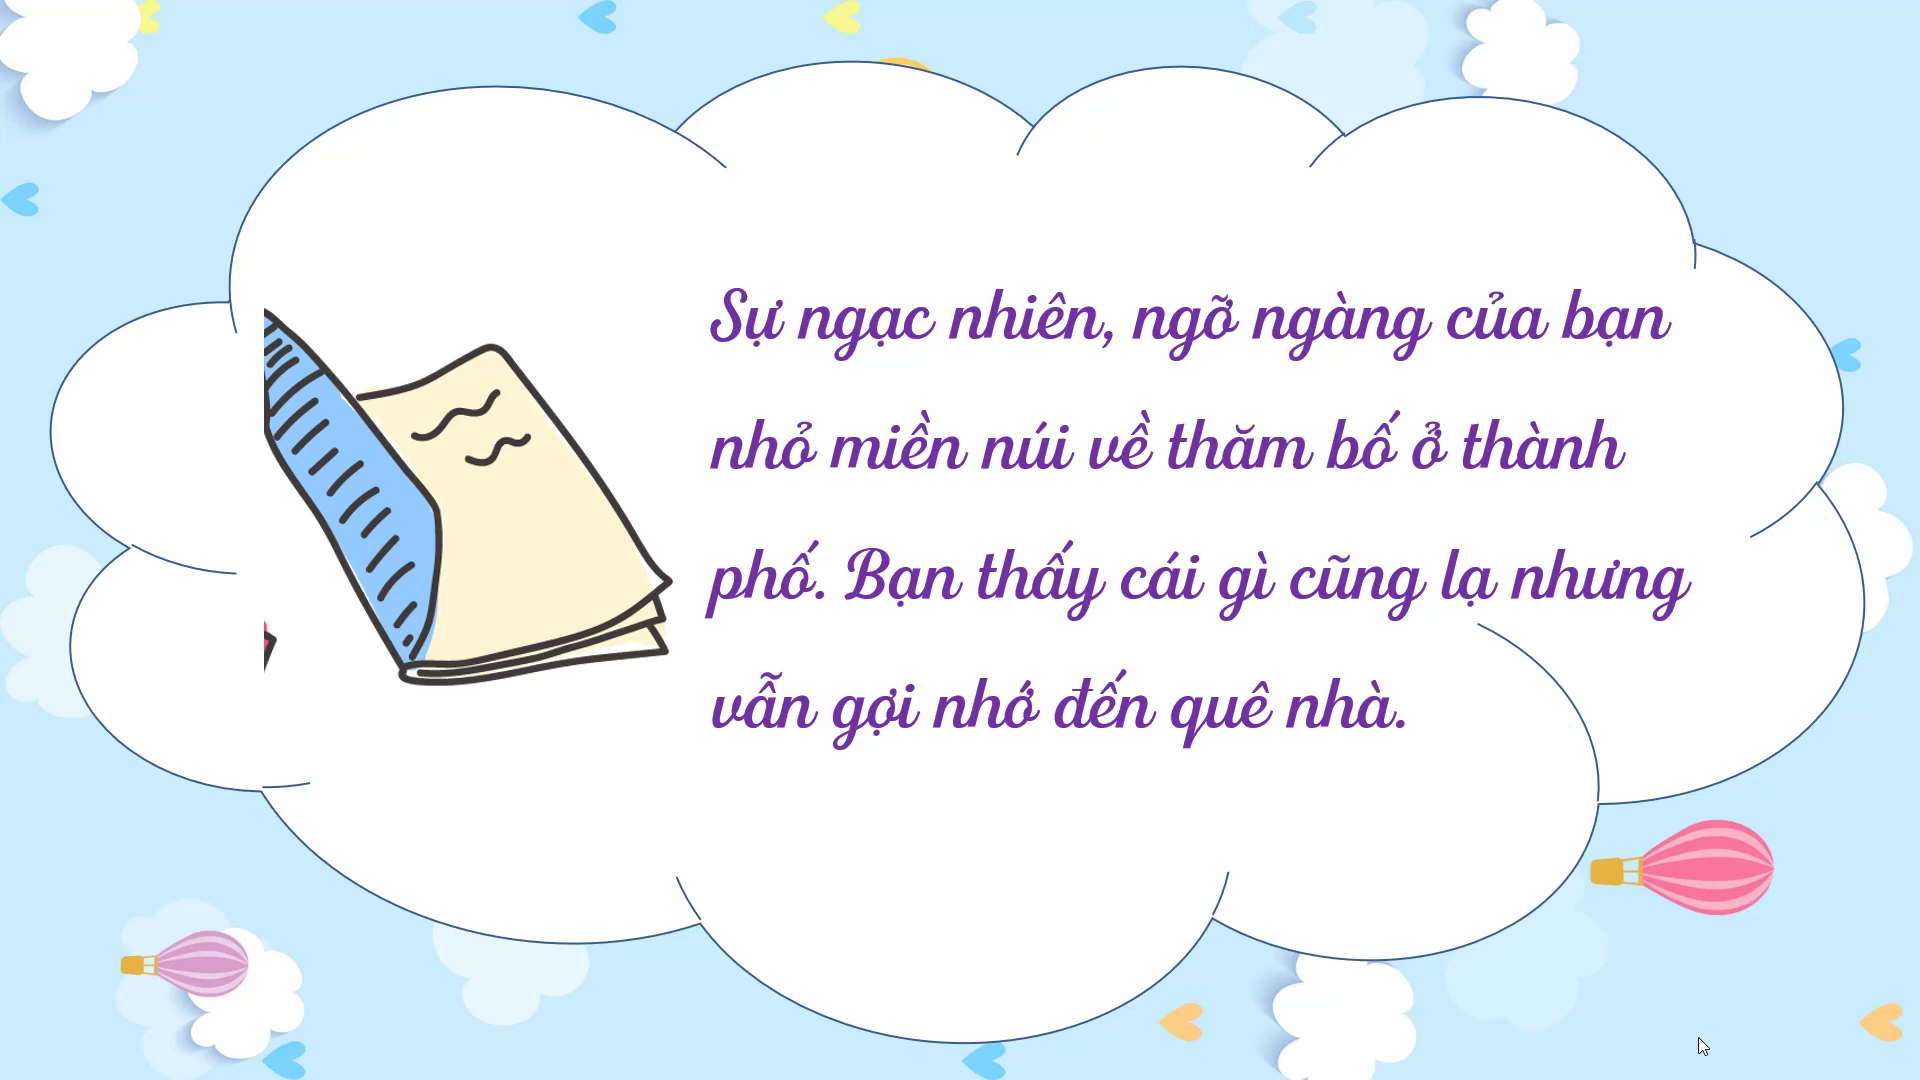 Sự ngạc nhiên, ngỡ ngàng của bạn
nhỏ miền núi về thăm bố ở thành
phố. Bạn thấy cái gì cũng lạ nhưng
vẫn gợi nhớ đến quê nhà.